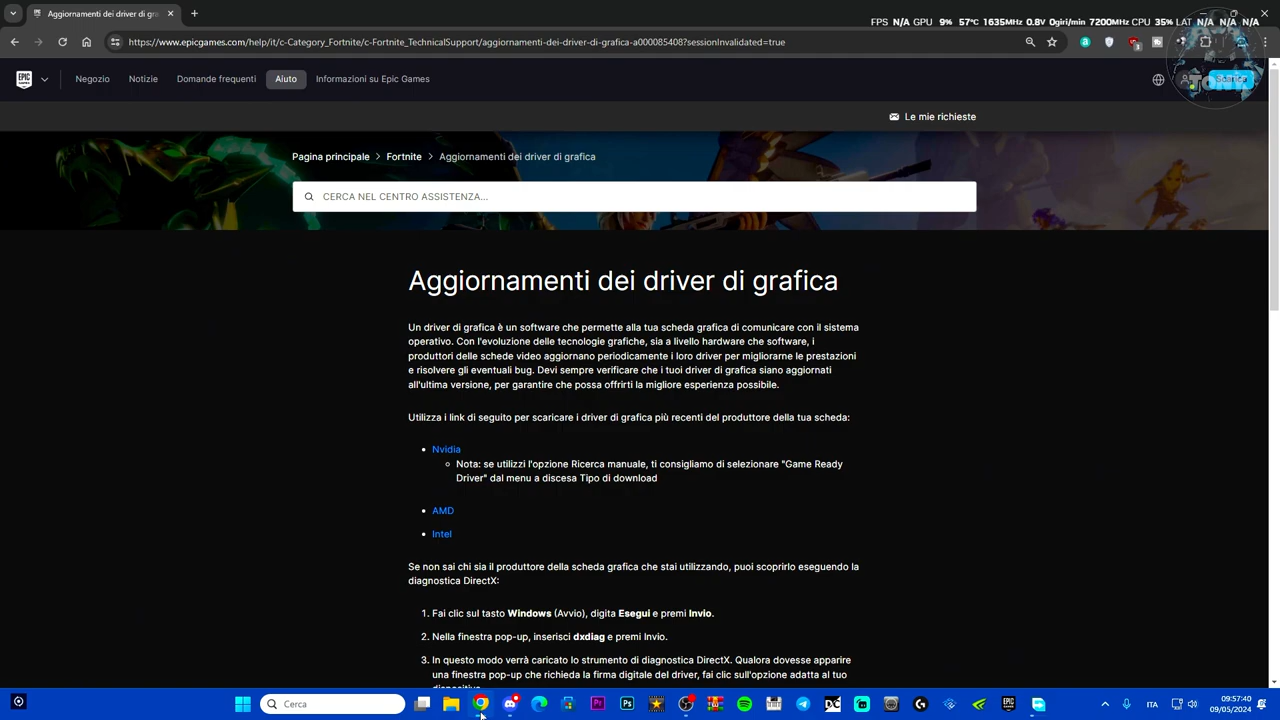 Aggiornamenti dei driver di gra
FPS N/A GPU 9% 57°C 1635MHz 0.8V 0giri/min 7200MHz CPU 35% LAT N/A N/A N/A
https://www.epicgames.com/help/it/c-Category_Fortnite/c-Fortnite_TechnicalSupport/aggiornamenti-dei-driver-di-grafica-a000085408?sessionInvalidated=true
EPIC GAMES Negozio Notizie Domande frequenti Aiuto Informazioni su Epic Games
Le mie richieste
Pagina principale > Fortnite > Aggiornamenti dei driver di grafica
CERCA NEL CENTRO ASSISTENZA...
Aggiornamenti dei driver di grafica
Un driver di grafica è un software che permette alla tua scheda grafica di comunicare con il sistema
operativo. Con l'evoluzione delle tecnologie grafiche, sia a livello hardware che software, i
produttori delle schede video aggiornano periodicamente i loro driver per migliorarne le prestazioni
e risolvere gli eventuali bug. Devi sempre verificare che i tuoi driver di grafica siano aggiornati
all'ultima versione, per garantire che possa offrirti la migliore esperienza possibile.
Utilizza i link di seguito per scaricare i driver di grafica più recenti del produttore della tua scheda:
Nvidia
Nota: se utilizzi l'opzione Ricerca manuale, ti consigliamo di selezionare "Game Ready
Driver" dal menu a discesa Tipo di download
AMD
Intel
Se non sai chi sia il produttore della scheda grafica che stai utilizzando, puoi scoprirlo eseguendo la
diagnostica DirectX:
1. Fai clic sul tasto Windows (Avvio), digita Esegui e premi Invio.
2. Nella finestra pop-up, inserisci dxdiag e premi Invio.
3. In questo modo verrà caricato lo strumento di diagnostica DirectX. Qualora dovesse apparire
una finestra pop-up che richieda la firma digitale del driver, fai clic sull'opzione adatta al tuo
dispositivo.
Cerca
Pr
Ps
ITA
09:57:40
09/05/2024